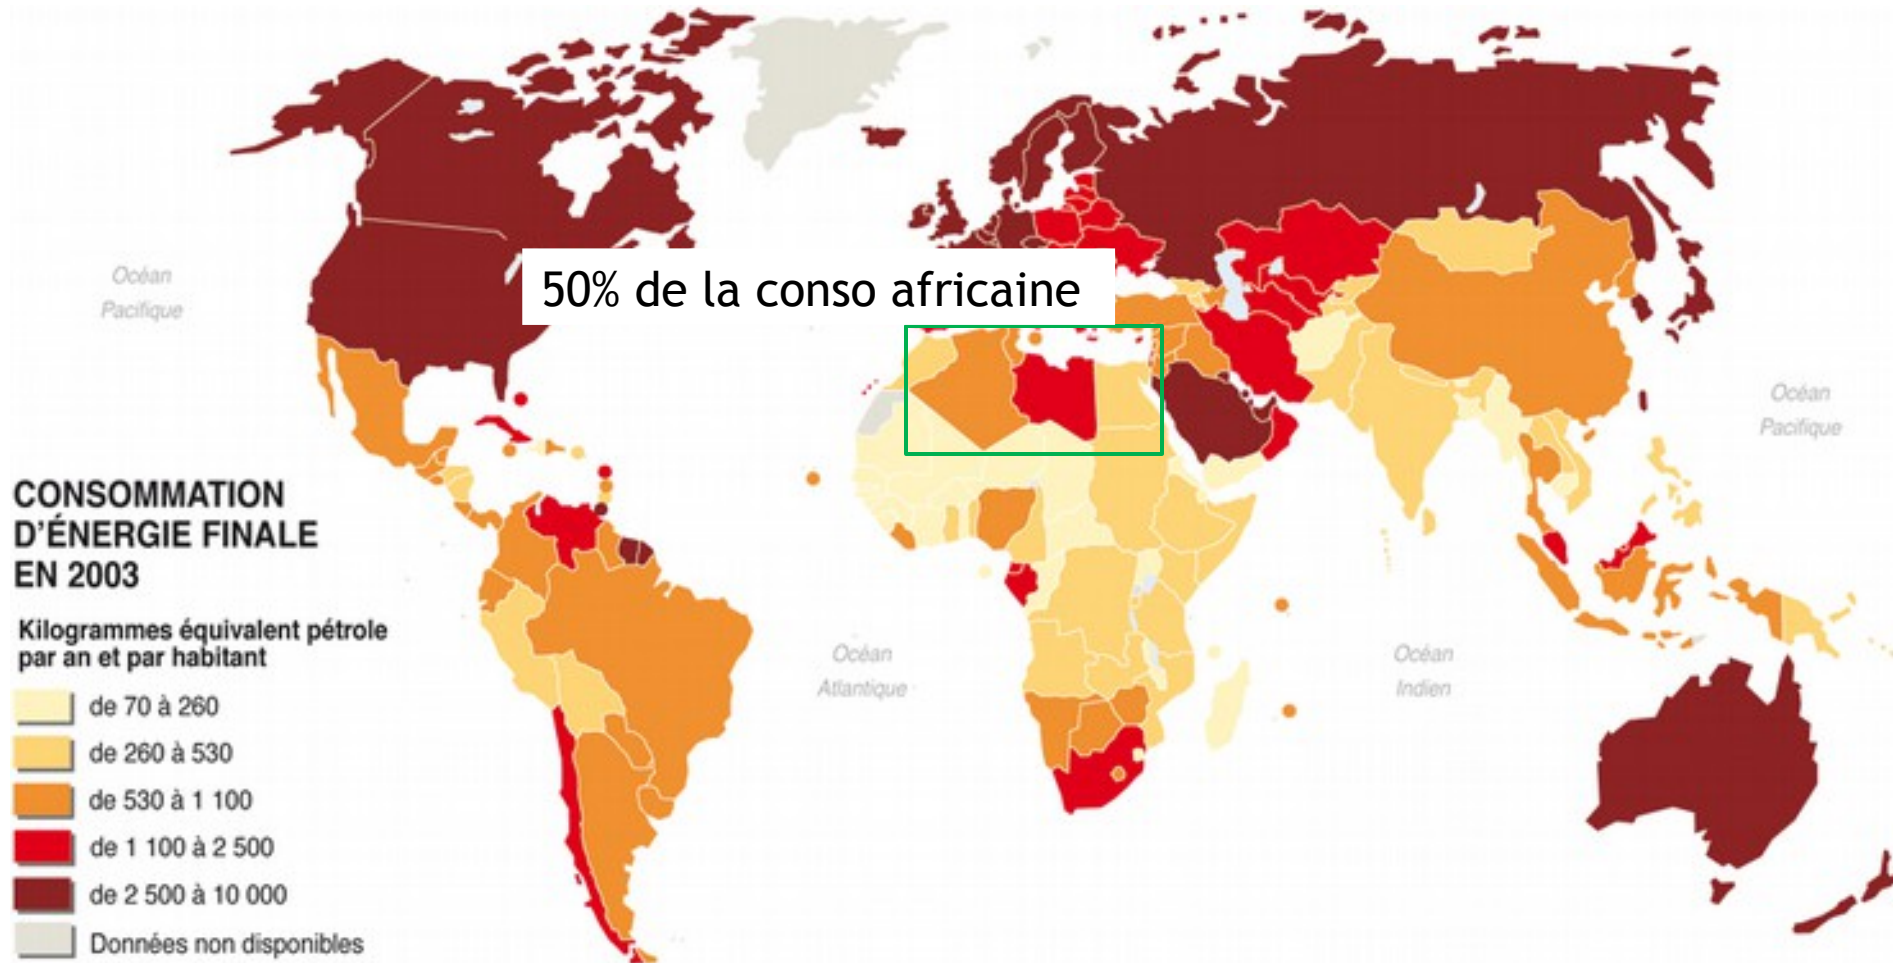 50% de la conso africaine
Océan
Pacifique
Océan
Pacifique
CONSOMMATION
D'ÉNERGIE FINALE
EN 2003
Kilogrammes équivalent pétrole
par an et par habitant
de 70 à 260
de 260 à 530
de 530 à 1 100
de 1 100 à 2 500
de 2 500 à 10 000
Données non disponibles
Océan
Atlantique
Océan
Indien